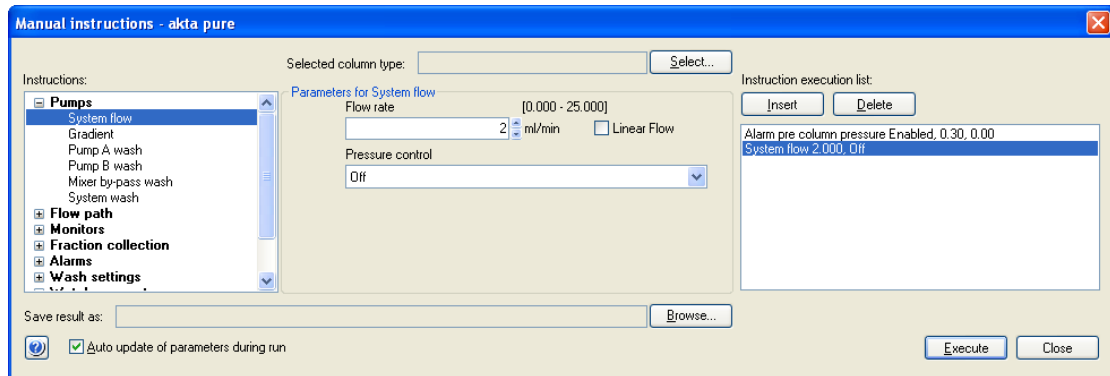 Manual instructions - akta pure
Selected column type:
Select...
Instructions:
Pumps
System flow
Gradient
Pump A wash
Pump B wash
Mixer by-pass wash
System wash
Flow path
Monitors
Fraction collection
Alarms
Wash settings
Parameters for System flow
Flow rate [0.000 - 25.000]
2 ml/min Linear Flow
Pressure control
Off
Instruction execution list:
Insert Delete
Alarm pre column pressure Enabled, 0.30, 0.00
System flow 2.000, Off
Save result as:
Browse...
Auto update of parameters during run
Execute Close